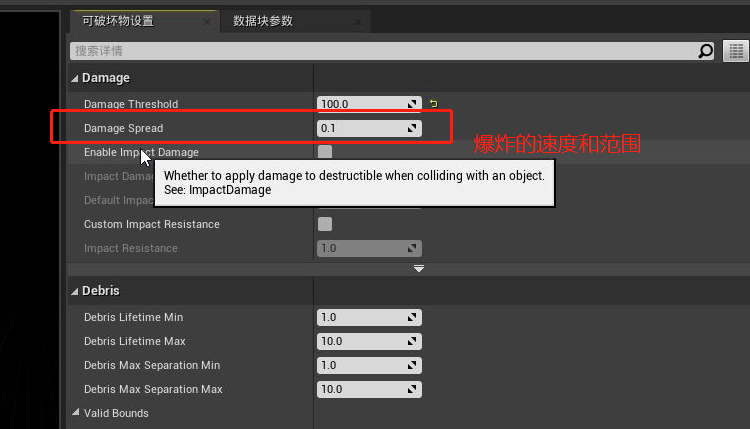 可破坏物设置
数据块参数
搜索详情
Damage
Damage Threshold 100.0
Damage Spread 0.1
爆炸的速度和范围
Enable Impact Damage
Whether to apply damage to destructible when colliding with an object.
See: ImpactDamage
Impact Dama
Default Impac
Custom Impact Resistance
Impact Resistance 1.0
Debris
Debris Lifetime Min 1.0
Debris Lifetime Max 10.0
Debris Max Separation Min 1.0
Debris Max Separation Max 10.0
Valid Bounds